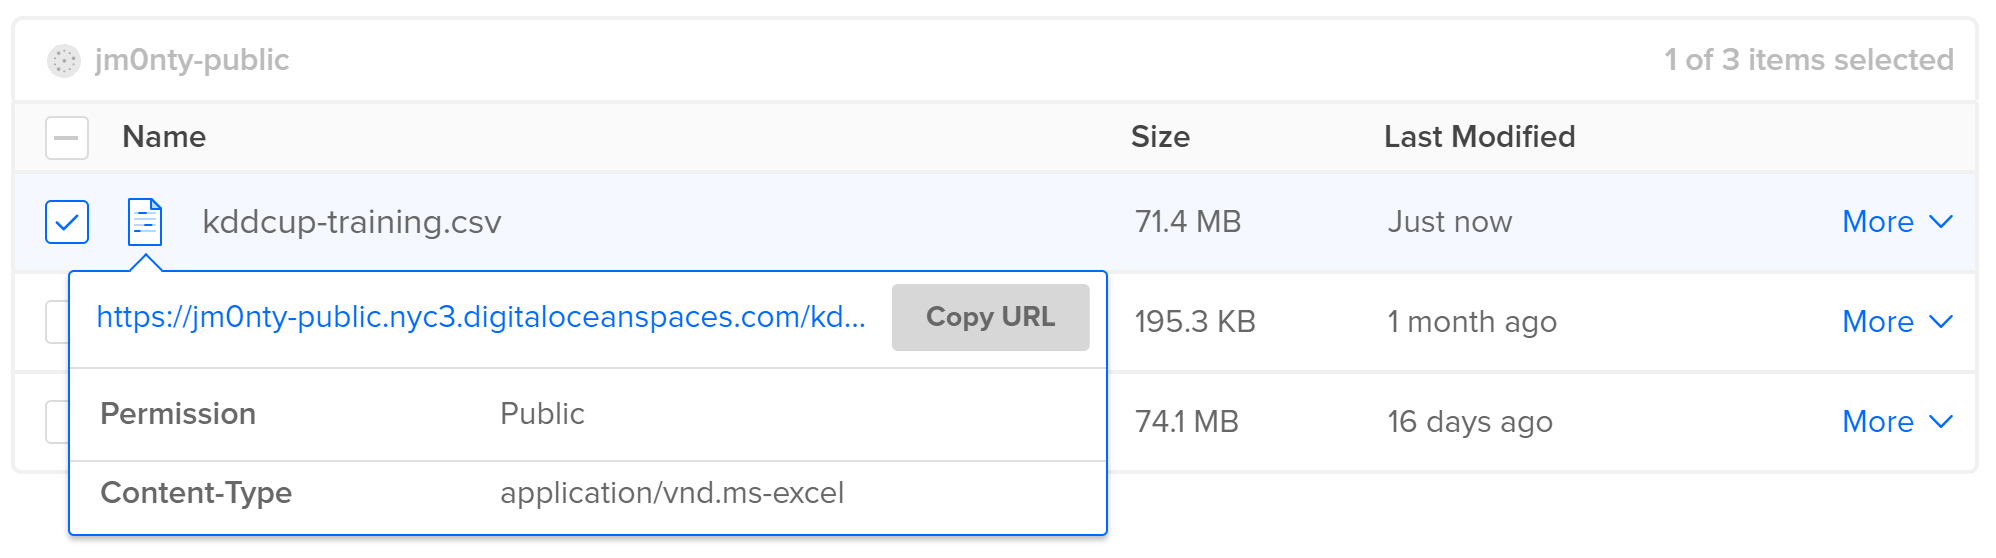 jm0nty-public 1 of 3 items selected
Name Size Last Modified
kddcup-training.csv 71.4 MB Just now More
https://jm0nty-public.nyc3.digitaloceanspaces.com/kd... Copy URL 195.3 KB 1 month ago More
Permission Public 74.1 MB 16 days ago More
Content-Type application/vnd.ms-excel